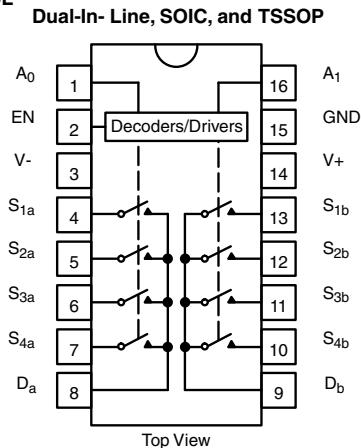 Dual-In- Line, SOIC, and TSSOP
A0 1 16 A1
EN 2 Decoders/Drivers 15 GND
V- 3 14 V+
S1a 4 13 S1b
S2a 5 12 S2b
S3a 6 11 S3b
S4a 7 10 S4b
Da 8 9 Db
Top View